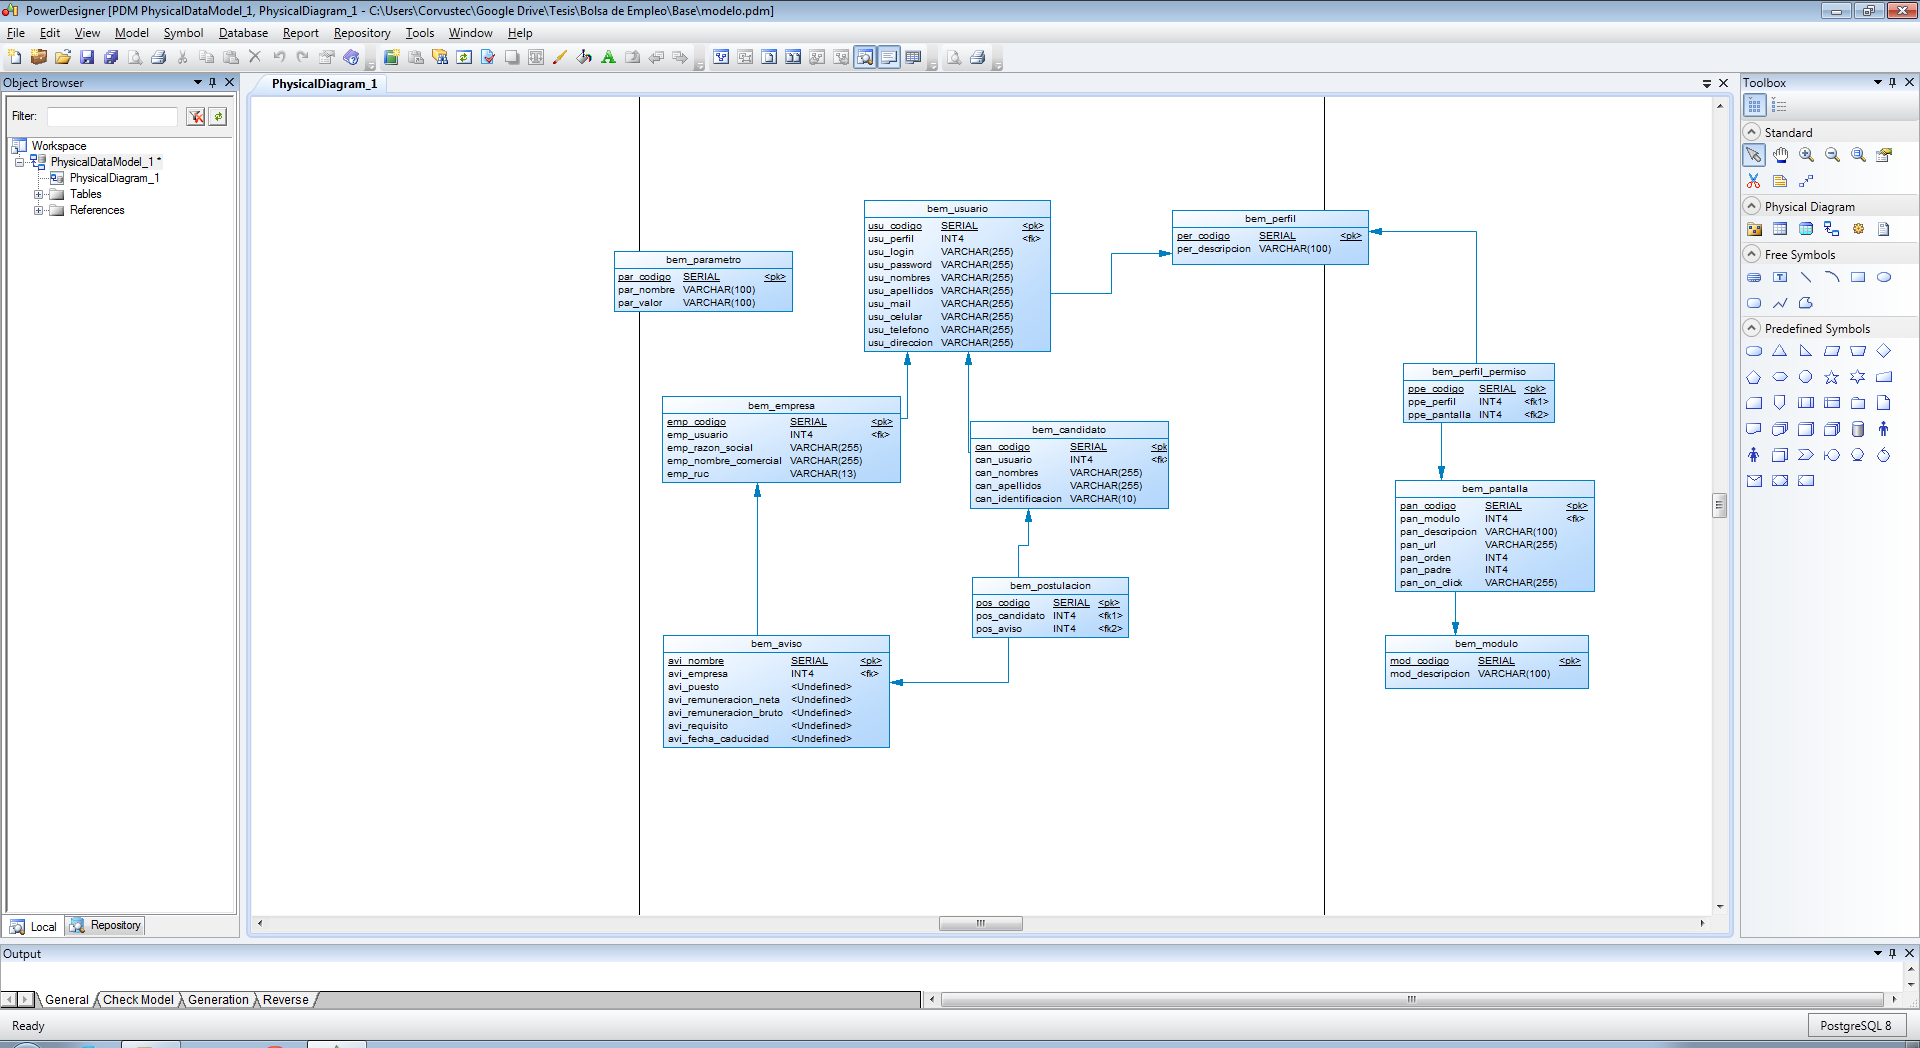 PowerDesigner [PDM PhysicalDataModel_1, PhysicalDiagram_1 - C:\Users\Corvustec\Google Drive\Tesis\Bolsa de Empleo\Base\modelo.pdm]
File Edit View Model Symbol Database Report Repository Tools Window Help
Object Browser
Filter:
Workspace
PhysicalDataModel_1 *
PhysicalDiagram_1
Tables
References
Local Repository
PhysicalDiagram_1
bem_usuario
usu_codigo SERIAL <pk>
usu_perfil INT4 <fk>
usu_login VARCHAR(255)
usu_password VARCHAR(255)
usu_nombres VARCHAR(255)
usu_apellidos VARCHAR(255)
usu_mail VARCHAR(255)
usu_celular VARCHAR(255)
usu_telefono VARCHAR(255)
usu_direccion VARCHAR(255)
bem_perfil
per_codigo SERIAL <pk>
per_descripcion VARCHAR(100)
bem_parametro
par_codigo SERIAL <pk>
par_nombre VARCHAR(100)
par_valor VARCHAR(100)
bem_perfil_permiso
ppe_codigo SERIAL <pk>
ppe_perfil INT4 <fk1>
ppe_pantalla INT4 <fk2>
bem_empresa
emp_codigo SERIAL <pk>
emp_usuario INT4 <fk>
emp_razon_social VARCHAR(255)
emp_nombre_comercial VARCHAR(255)
emp_ruc VARCHAR(13)
bem_candidato
can_codigo SERIAL <pk
can_usuario INT4 <fk
can_nombres VARCHAR(255)
can_apellidos VARCHAR(255)
can_identificacion VARCHAR(10)
bem_pantalla
pan_codigo SERIAL <pk>
pan_modulo INT4 <fk>
pan_descripcion VARCHAR(100)
pan_url VARCHAR(255)
pan_orden INT4
pan_padre INT4
pan_on_click VARCHAR(255)
bem_postulacion
pos_codigo SERIAL <pk>
pos_candidato INT4 <fk1>
pos_aviso INT4 <fk2>
bem_aviso
avi_nombre SERIAL <pk>
avi_empresa INT4 <fk>
avi_puesto <Undefined>
avi_remuneracion_neta <Undefined>
avi_remuneracion_bruto <Undefined>
avi_requisito <Undefined>
avi_fecha_caducidad <Undefined>
bem_modulo
mod_codigo SERIAL <pk>
mod_descripcion VARCHAR(100)
Toolbox
Standard
Physical Diagram
Free Symbols
Predefined Symbols
Output
General Check Model Generation Reverse
Ready
PostgreSQL 8